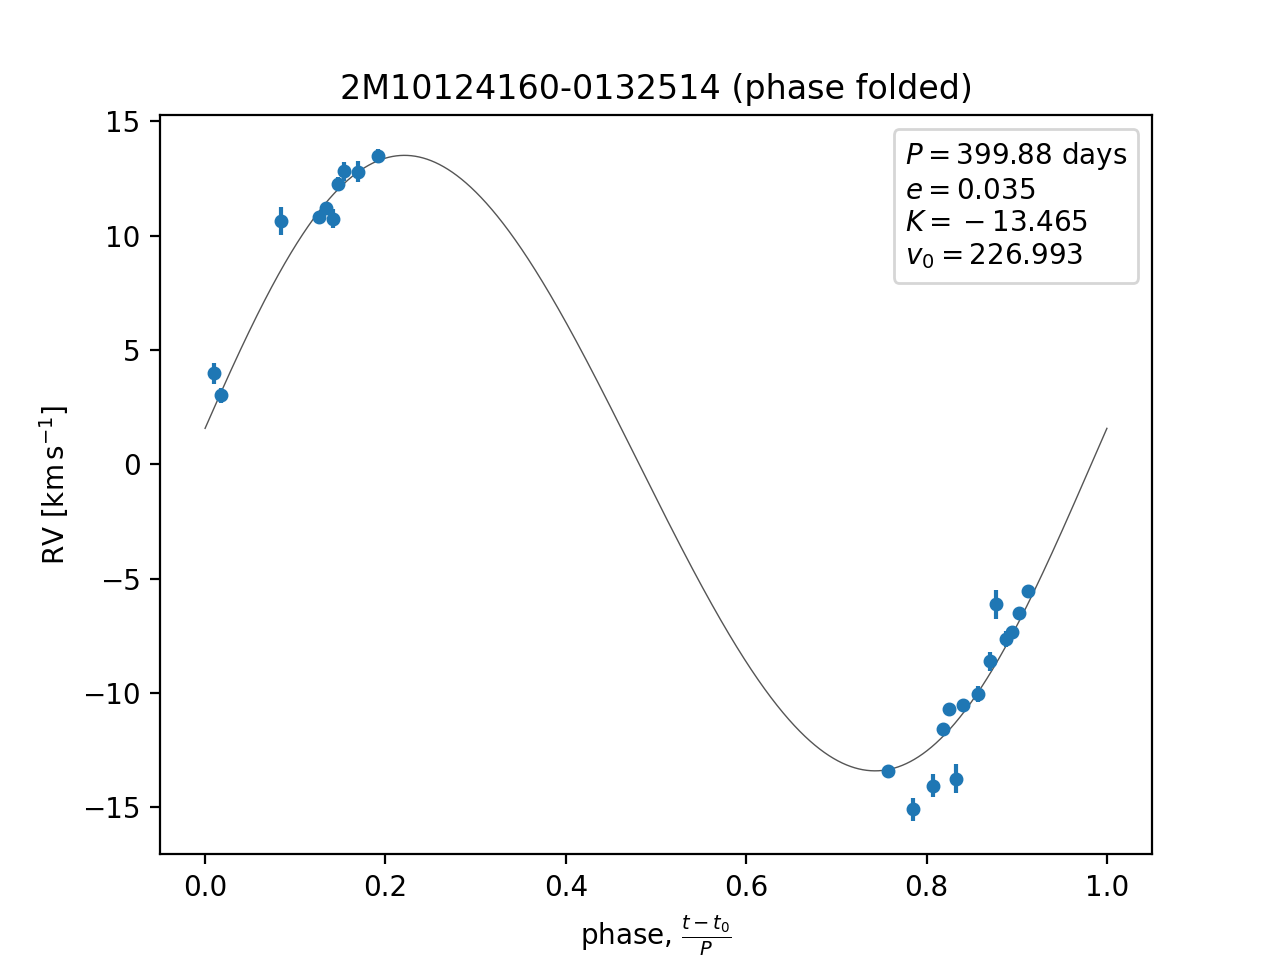 2M10124160-0132514 (phase folded)
P = 399.88 days
e = 0.035
K = −13.465
v₀ = 226.993
15
10
5
0
−5
−10
−15
RV [km s⁻¹]
0.0 0.2 0.4 0.6 0.8 1.0
phase, (t − t₀)/P